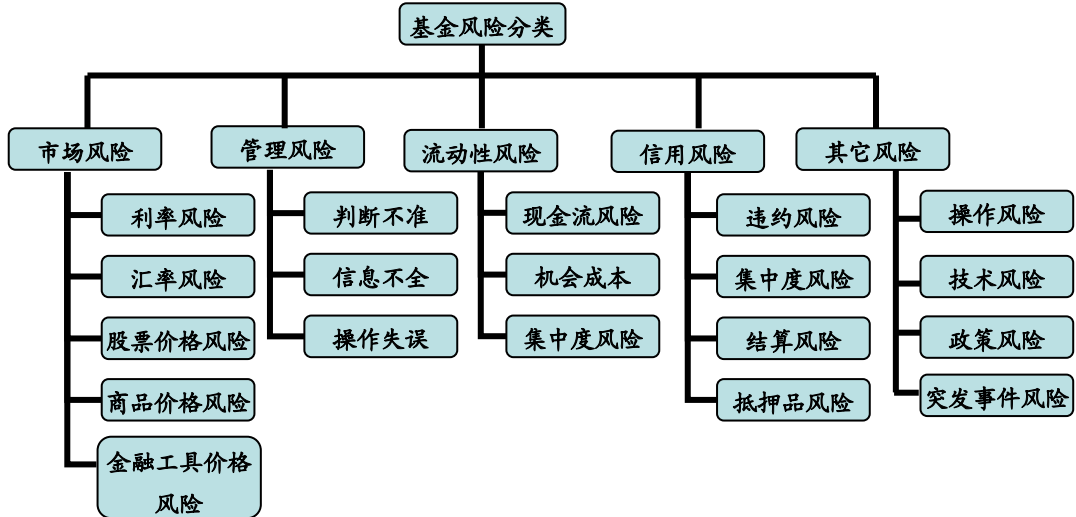 基金风险分类
市场风险
管理风险
流动性风险
信用风险
其它风险
利率风险
汇率风险
股票价格风险
商品价格风险
金融工具价格
风险
判断不准
信息不全
操作失误
现金流风险
机会成本
集中度风险
违约风险
集中度风险
结算风险
抵押品风险
操作风险
技术风险
政策风险
突发事件风险